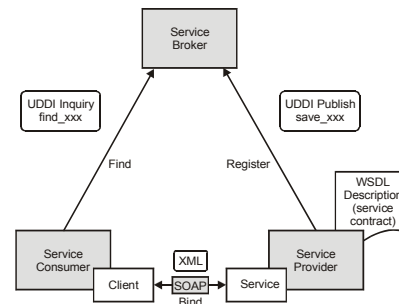 Service
Broker
UDDI Inquiry
find_xxx
UDDI Publish
save_xxx
Find
Register
WSDL
Description
(service
contract)
Service
Consumer
XML
Service
Provider
Client
SOAP
Service
Bind